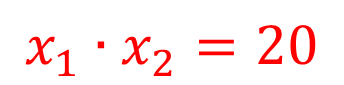 x₁ · x₂ = 20